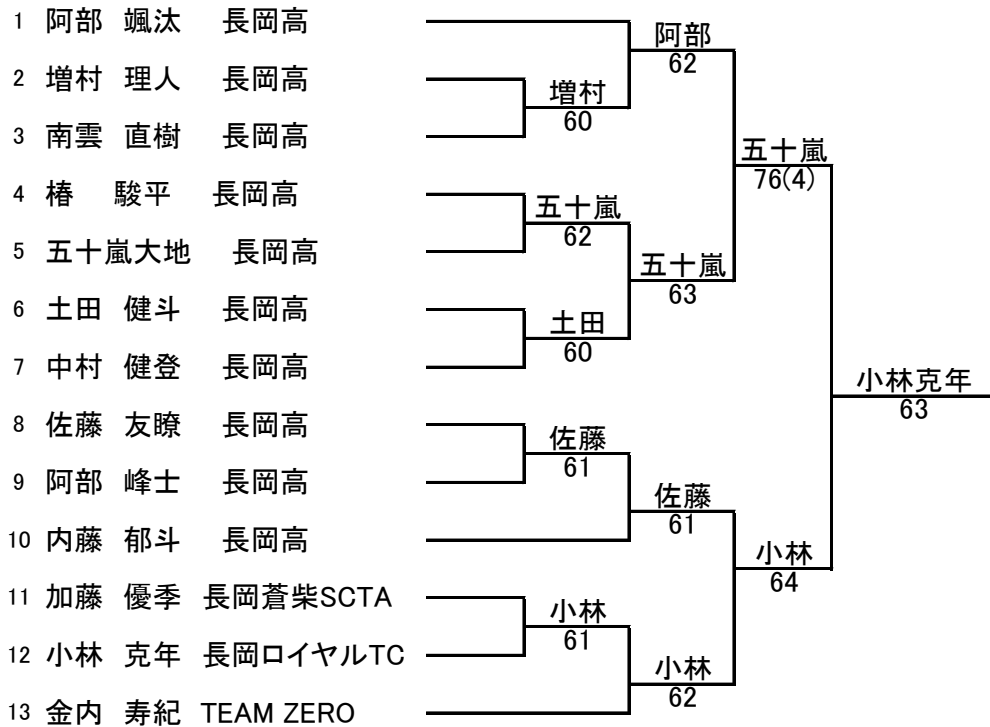 1 阿部 颯汰 長岡高
阿部
62
2 増村 理人 長岡高
増村
60
3 南雲 直樹 長岡高
五十嵐
76(4)
4 椿 駿平 長岡高
五十嵐
62
5 五十嵐大地 長岡高
五十嵐
63
6 土田 健斗 長岡高
土田
60
7 中村 健登 長岡高
小林克年
63
8 佐藤 友瞭 長岡高
佐藤
61
9 阿部 峰士 長岡高
佐藤
61
10 内藤 郁斗 長岡高
小林
64
11 加藤 優季 長岡蒼柴SCTA
小林
61
12 小林 克年 長岡ロイヤルTC
小林
62
13 金内 寿紀 TEAM ZERO